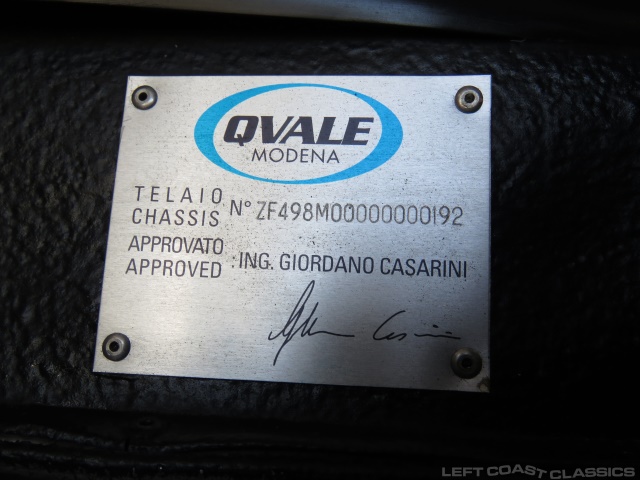 QVALE
MODENA
TELAIO
CHASSIS N° ZF498M00000000192
APPROVATO
APPROVED . ING. GIORDANO CASARINI
LEFT COAST CLASSICS